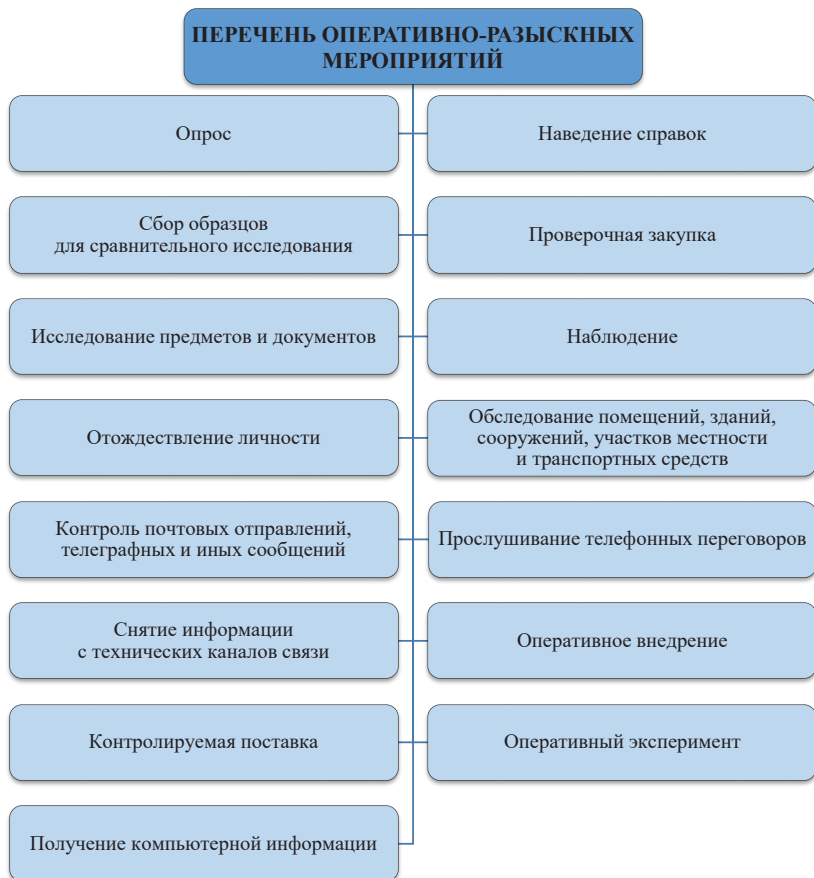 ПЕРЕЧЕНЬ ОПЕРАТИВНО-РАЗЫСКНЫХ
МЕРОПРИЯТИЙ
Опрос
Наведение справок
Сбор образцов
для сравнительного исследования
Проверочная закупка
Исследование предметов и документов
Наблюдение
Отождествление личности
Обследование помещений, зданий,
сооружений, участков местности
и транспортных средств
Контроль почтовых отправлений,
телеграфных и иных сообщений
Прослушивание телефонных переговоров
Снятие информации
с технических каналов связи
Оперативное внедрение
Контролируемая поставка
Оперативный эксперимент
Получение компьютерной информации